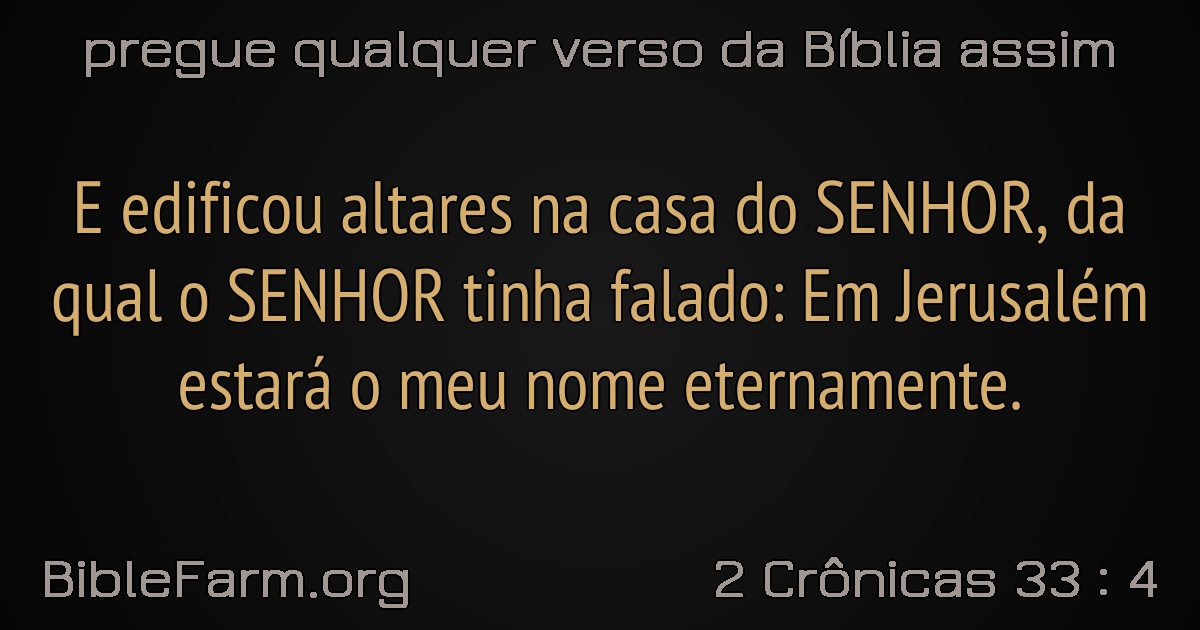 pregue qualquer verso da Bíblia assim
E edificou altares na casa do SENHOR, da
qual o SENHOR tinha falado: Em Jerusalém
estará o meu nome eternamente.
BibleFarm.org
2 Crônicas 33 : 4